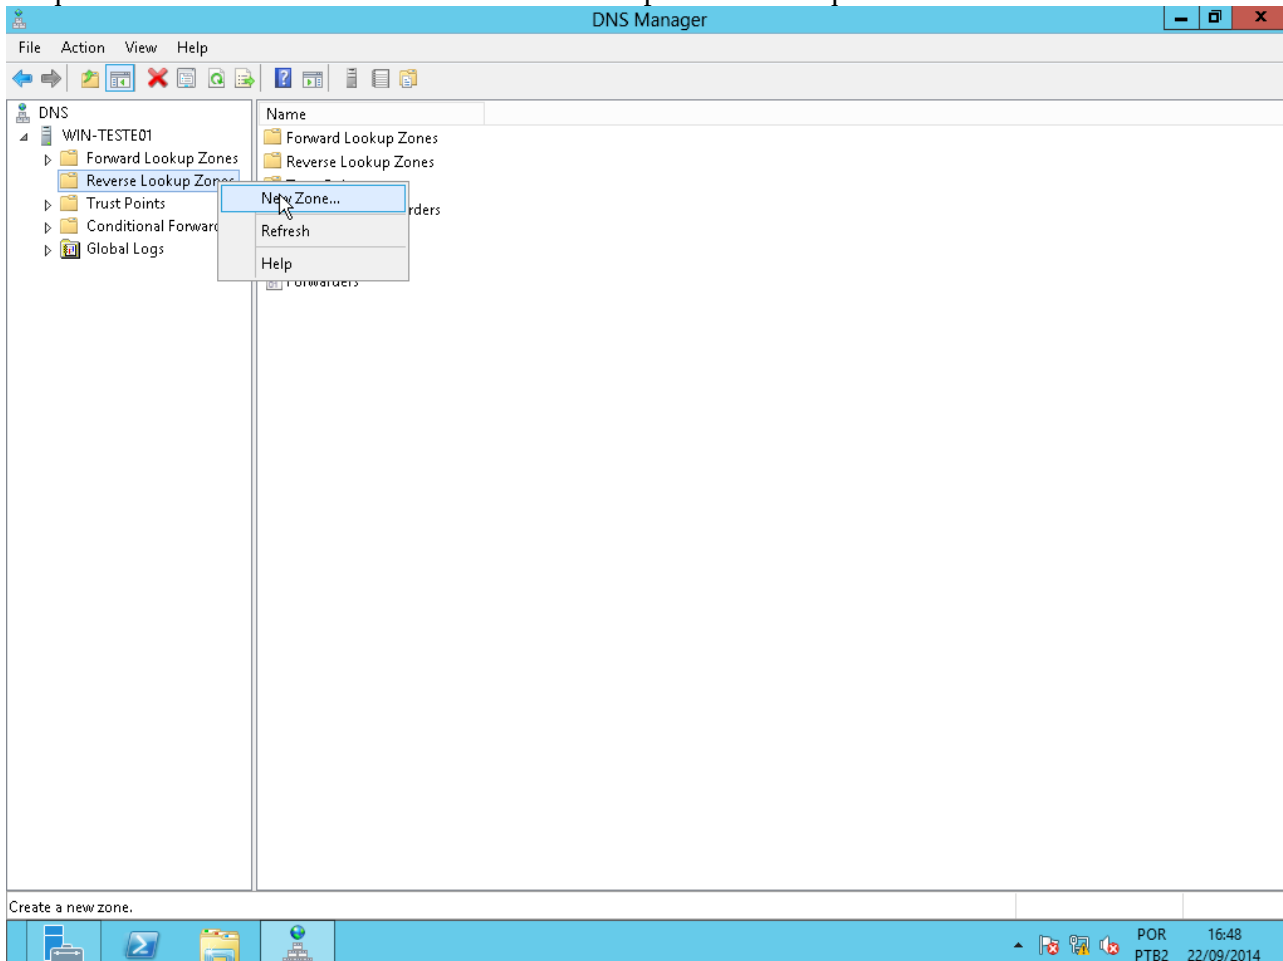 DNS Manager
File Action View Help
DNS
WIN-TESTE01
Forward Lookup Zones
Reverse Lookup Zones
Trust Points
Conditional Forward
Global Logs
Name
Forward Lookup Zones
Reverse Lookup Zones
rders
Forwarders
New Zone...
Refresh
Help
Create a new zone.
POR 16:48
PTB2 22/09/2014